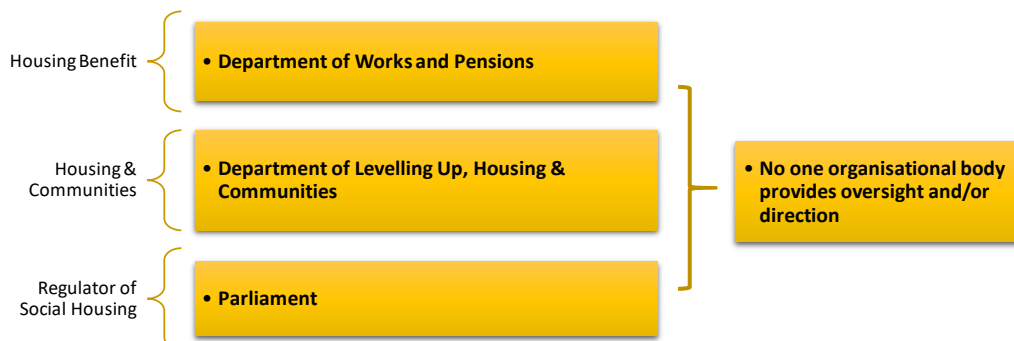 Housing Benefit
• Department of Works and Pensions
Housing &
Communities
• Department of Levelling Up, Housing &
Communities
Regulator of
Social Housing
• Parliament
• No one organisational body
provides oversight and/or
direction